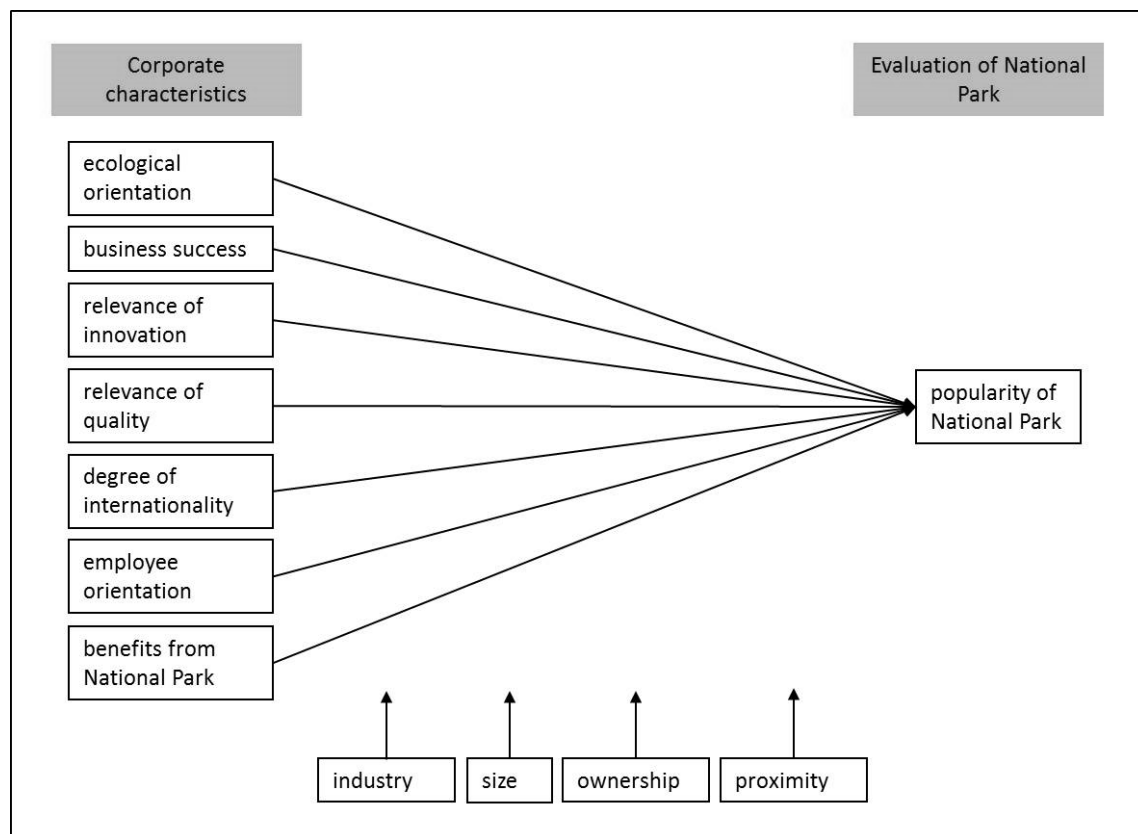 Corporate
characteristics
Evaluation of National
Park
ecological
orientation
business success
relevance of
innovation
relevance of
quality
degree of
internationality
employee
orientation
benefits from
National Park
popularity of
National Park
industry
size
ownership
proximity